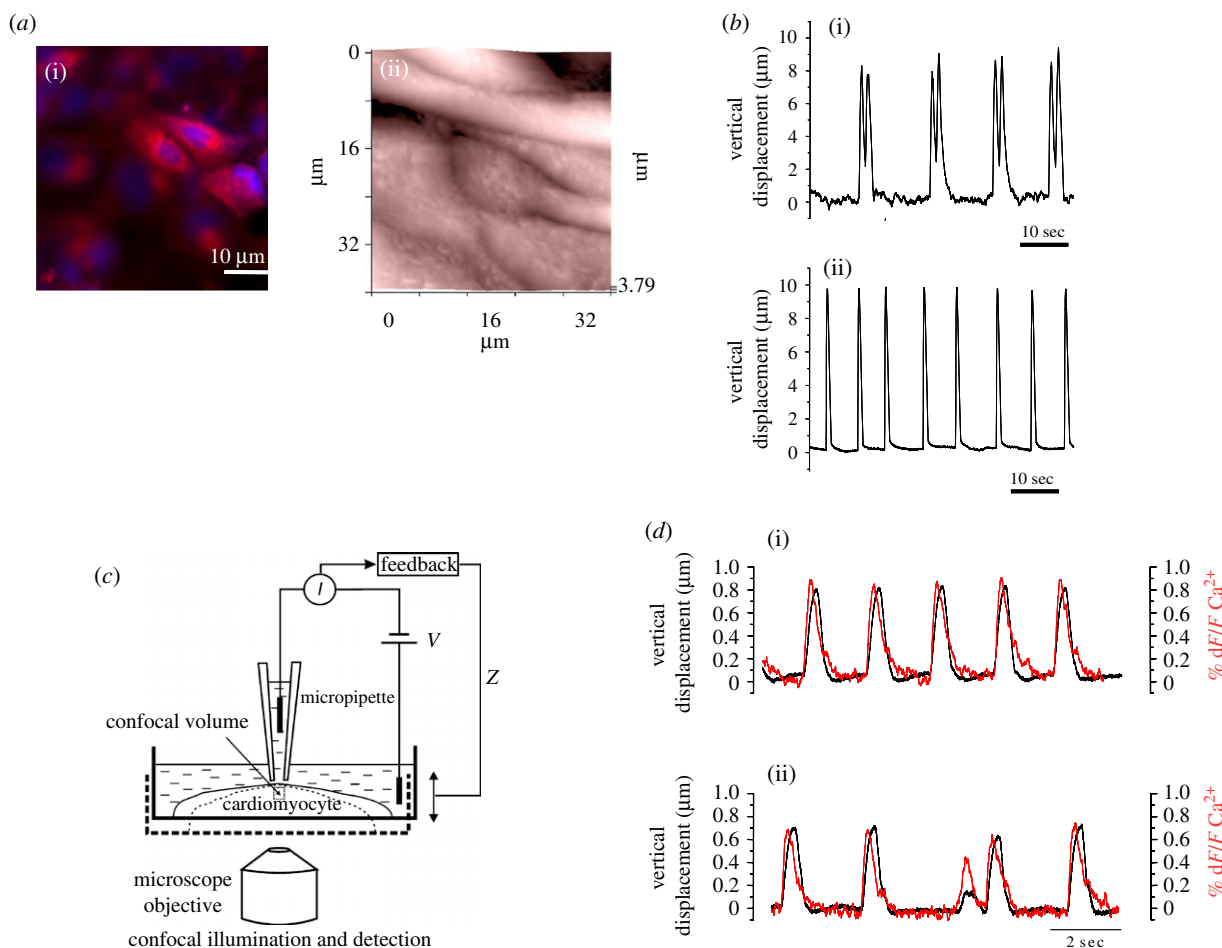 (a)
(i)
10 µm
(ii)
0
16
32
µm
µm
3.79
0
16
32
µm
(b)
(i)
10
8
6
4
2
0
vertical
displacement (µm)
10 sec
(ii)
10
8
6
4
2
0
vertical
displacement (µm)
10 sec
(c)
feedback
I
V
Z
micropipette
confocal volume
cardiomyocyte
microscope
objective
confocal illumination and detection
(d)
(i)
1.0
0.8
0.6
0.4
0.2
0
vertical
displacement (µm)
1.0
0.8
0.6
0.4
0.2
0
% dF/F Ca²⁺
(ii)
1.0
0.8
0.6
0.4
0.2
0
vertical
displacement (µm)
1.0
0.8
0.6
0.4
0.2
0
% dF/F Ca²⁺
2 sec